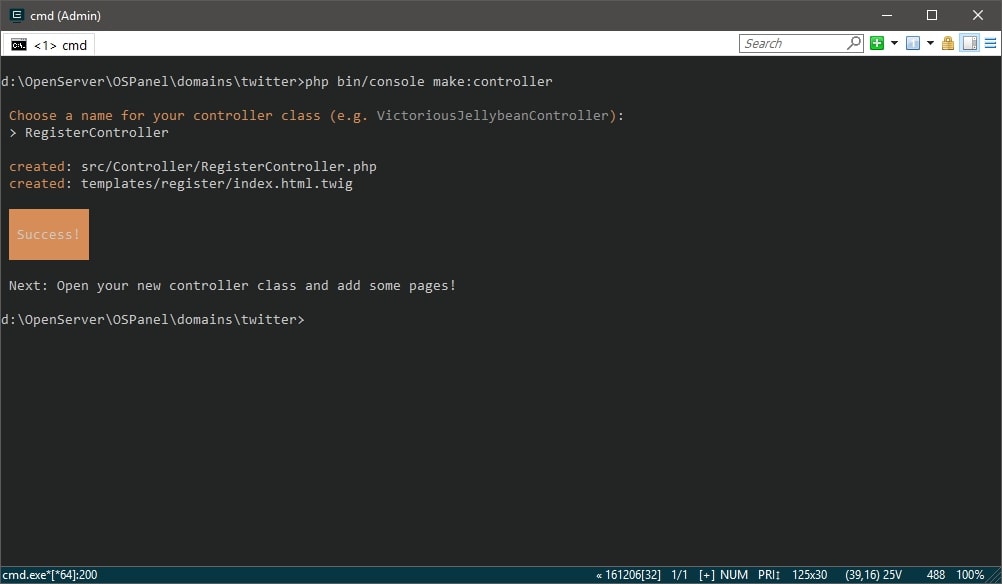 cmd (Admin)
<1> cmd
Search
d:\OpenServer\OSPanel\domains\twitter>php bin/console make:controller
Choose a name for your controller class (e.g. VictoriousJellybeanController):
> RegisterController
created: src/Controller/RegisterController.php
created: templates/register/index.html.twig
Success!
Next: Open your new controller class and add some pages!
d:\OpenServer\OSPanel\domains\twitter>
cmd.exe*[*64]:200 « 161206[32] 1/1 [+] NUM PRI↕ 125x30 (39,16) 25V 488 100%